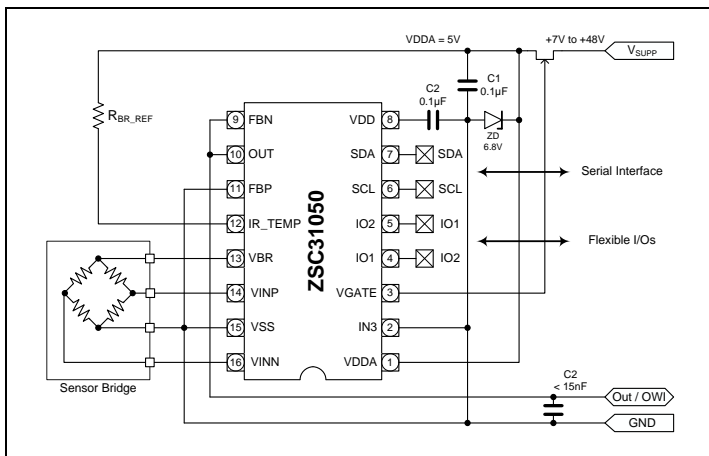 VDDA = 5V
+7V to +48V
V_SUPP
C1
0.1µF
C2
0.1µF
R_BR_REF
ZD
6.8V
ZSC31050
9 FBN
10 OUT
11 FBP
12 IR_TEMP
13 VBR
14 VINP
15 VSS
16 VINN
VDD 8
SDA 7 SDA
SCL 6 SCL
IO2 5 IO1
IO1 4 IO2
VGATE 3
IN3 2
VDDA 1
Serial Interface
Flexible I/Os
Sensor Bridge
C2
< 15nF
Out / OWI
GND